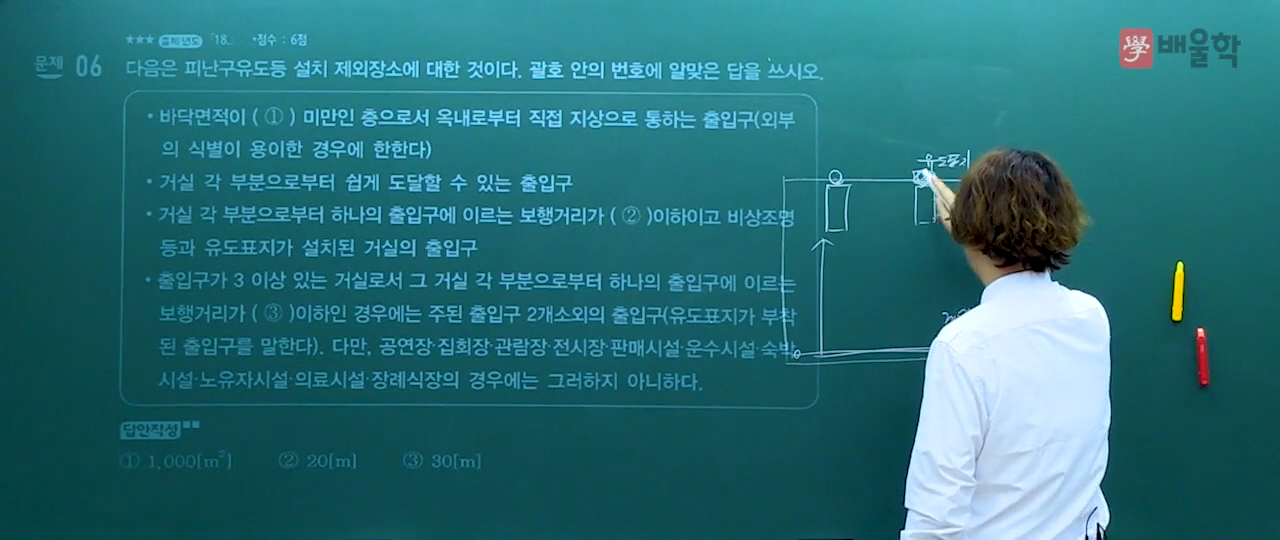 ★★★ 출제년도 「18.」 •점수 : 6점
學 배울학
문제 06 다음은 피난구유도등 설치 제외장소에 대한 것이다. 괄호 안의 번호에 알맞은 답을 쓰시오.
• 바닥면적이 ( ① ) 미만인 층으로서 옥내로부터 직접 지상으로 통하는 출입구(외부
의 식별이 용이한 경우에 한한다)
• 거실 각 부분으로부터 쉽게 도달할 수 있는 출입구
• 거실 각 부분으로부터 하나의 출입구에 이르는 보행거리가 ( ② )이하이고 비상조명
등과 유도표지가 설치된 거실의 출입구
• 출입구가 3 이상 있는 거실로서 그 거실 각 부분으로부터 하나의 출입구에 이르는
보행거리가 ( ③ )이하인 경우에는 주된 출입구 2개소외의 출입구(유도표지가 부착
된 출입구를 말한다). 다만, 공연장·집회장·관람장·전시장·판매시설·운수시설·숙박
시설·노유자시설·의료시설·장례식장의 경우에는 그러하지 아니하다.
답안작성
① 1,000[m²] ② 20[m] ③ 30[m]
유도표지